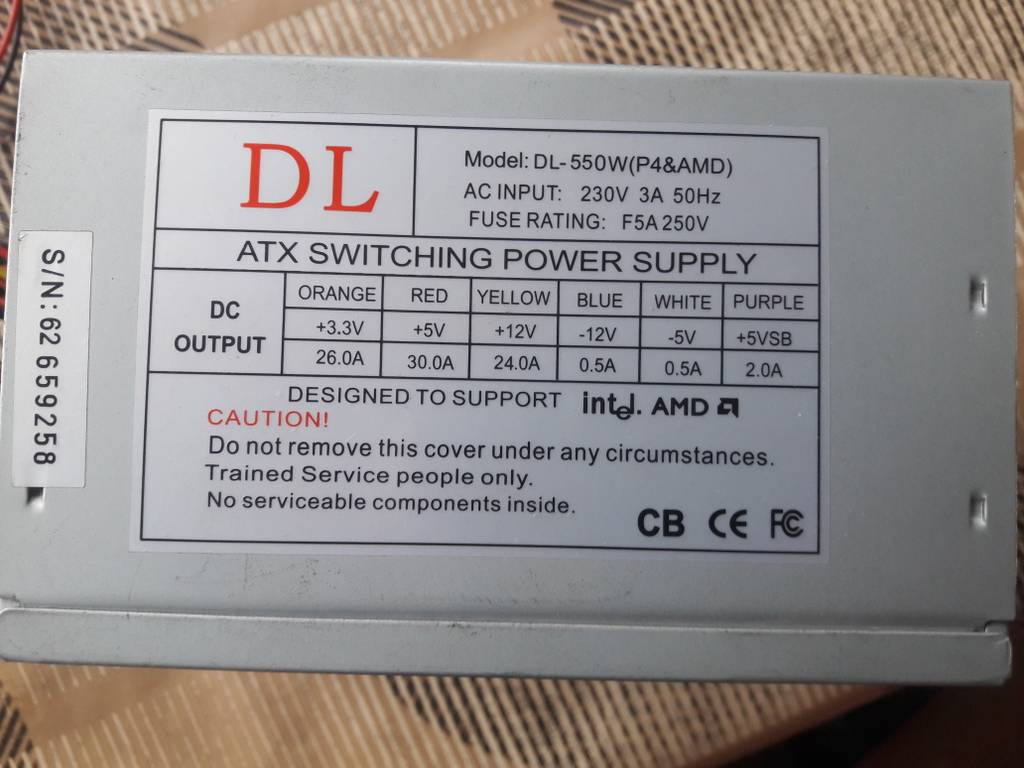 DL
Model: DL-550W(P4&AMD)
AC INPUT: 230V 3A 50Hz
FUSE RATING: F5A 250V
ATX SWITCHING POWER SUPPLY
DC OUTPUT
ORANGE RED YELLOW BLUE WHITE PURPLE
+3.3V +5V +12V -12V -5V +5VSB
26.0A 30.0A 24.0A 0.5A 0.5A 2.0A
DESIGNED TO SUPPORT intel. AMD
CAUTION!
Do not remove this cover under any circumstances.
Trained Service people only.
No serviceable components inside.
CB CE FC
S/N: 62 659258